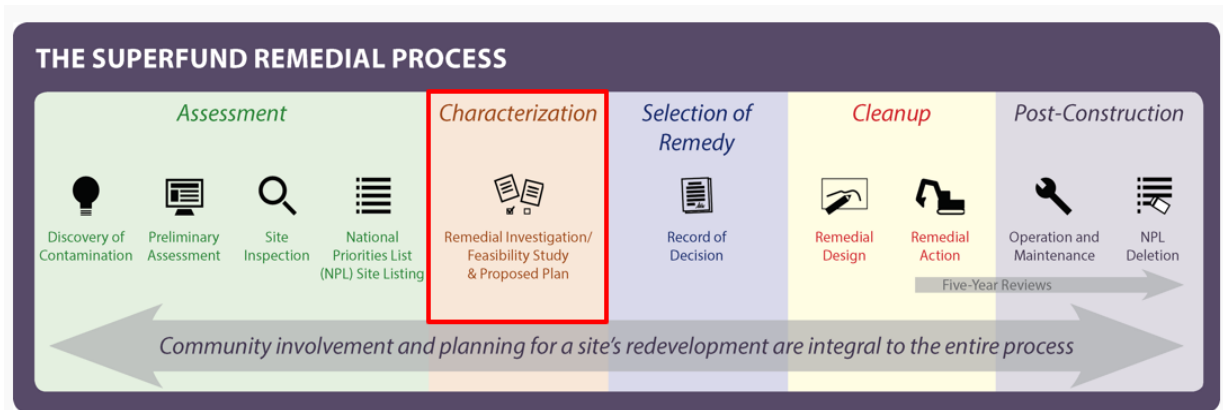 THE SUPERFUND REMEDIAL PROCESS
Assessment
Discovery of
Contamination
Preliminary
Assessment
Site
Inspection
National
Priorities List
(NPL) Site Listing
Characterization
Remedial Investigation/
Feasibility Study
& Proposed Plan
Selection of
Remedy
Record of
Decision
Cleanup
Remedial
Design
Remedial
Action
Post-Construction
Operation and
Maintenance
NPL
Deletion
Five-Year Reviews
Community involvement and planning for a site's redevelopment are integral to the entire process